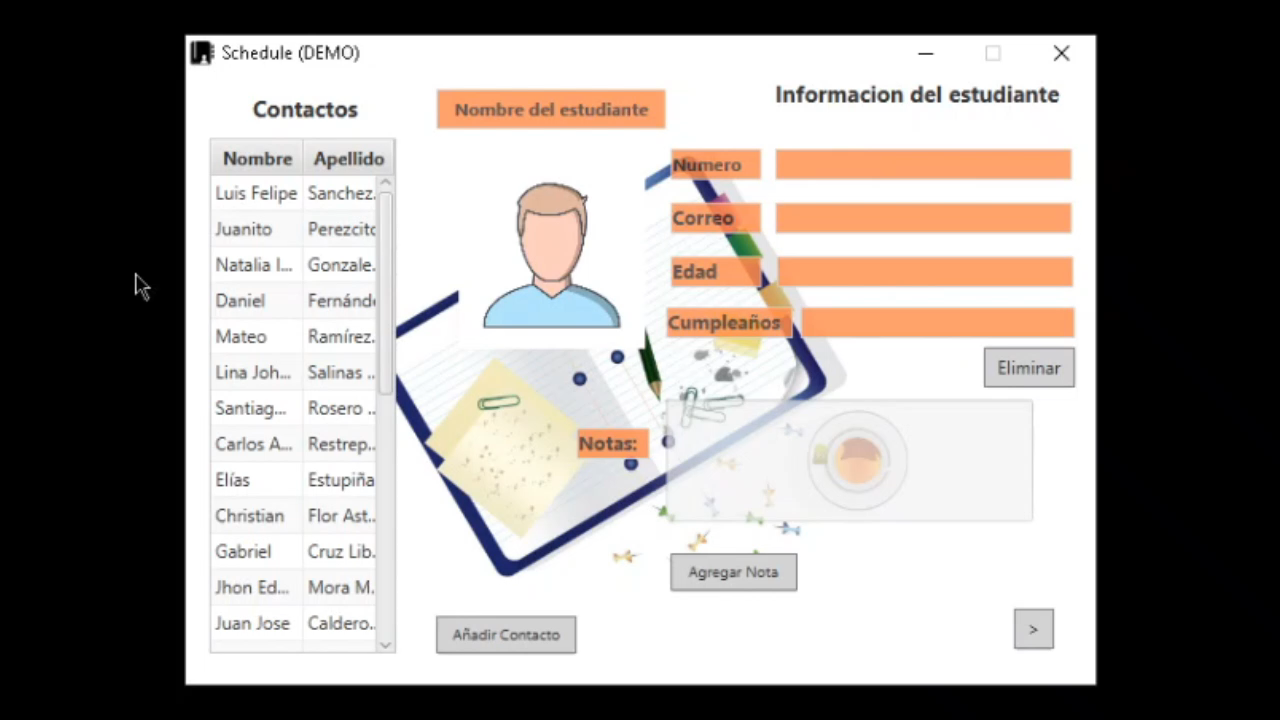 Schedule (DEMO)
Contactos
Nombre Apellido
Luis Felipe Sanchez.
Juanito Perezcito
Natalia I... Gonzale.
Daniel Fernánd
Mateo Ramírez.
Lina Joh... Salinas ..
Santiag... Rosero ..
Carlos A... Restrep..
Elías Estupiña
Christian Flor Ast..
Gabriel Cruz Lib.
Jhon Ed... Mora M.
Juan Jose Caldero..
Nombre del estudiante
Informacion del estudiante
Numero
Correo
Edad
Cumpleaños
Eliminar
Notas:
Agregar Nota
Añadir Contacto
>